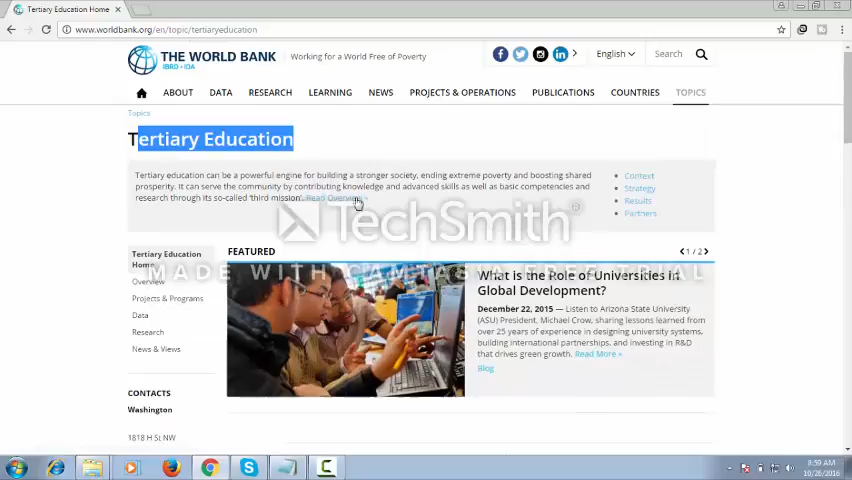 Tertiary Education Home
www.worldbank.org/en/topic/tertiaryeducation
THE WORLD BANK
IBRD • IDA
Working for a World Free of Poverty
English
Search
ABOUT DATA RESEARCH LEARNING NEWS PROJECTS & OPERATIONS PUBLICATIONS COUNTRIES TOPICS
Topics
Tertiary Education
Tertiary education can be a powerful engine for building a stronger society, ending extreme poverty and boosting shared
prosperity. It can serve the community by contributing knowledge and advanced skills as well as basic competencies and
research through its so-called 'third mission'. Read Overview »
Context
Strategy
Results
Partners
TechSmith®
MADE WITH CAMTASIA FREE TRIAL
Tertiary Education
Home
Overview
Projects & Programs
Data
Research
News & Views
CONTACTS
Washington
1818 H St NW
FEATURED
1 / 2
What is the Role of Universities in
Global Development?
December 22, 2015 — Listen to Arizona State University
(ASU) President, Michael Crow, sharing lessons learned from
over 25 years of experience in designing university systems,
building international partnerships, and investing in R&D
that drives green growth. Read More »
Blog
8:59 AM
10/26/2016